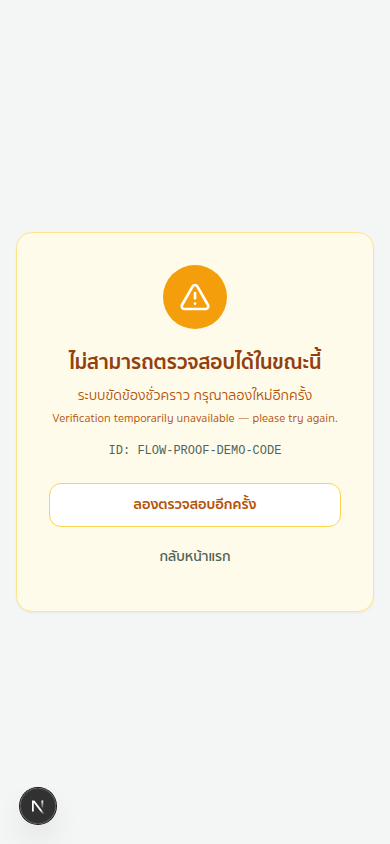 ไม่สามารถตรวจสอบได้ในขณะนี้
ระบบขัดข้องชั่วคราว กรุณาลองใหม่อีกครั้ง
Verification temporarily unavailable — please try again.
ID: FLOW-PROOF-DEMO-CODE
ลองตรวจสอบอีกครั้ง
กลับหน้าแรก
N